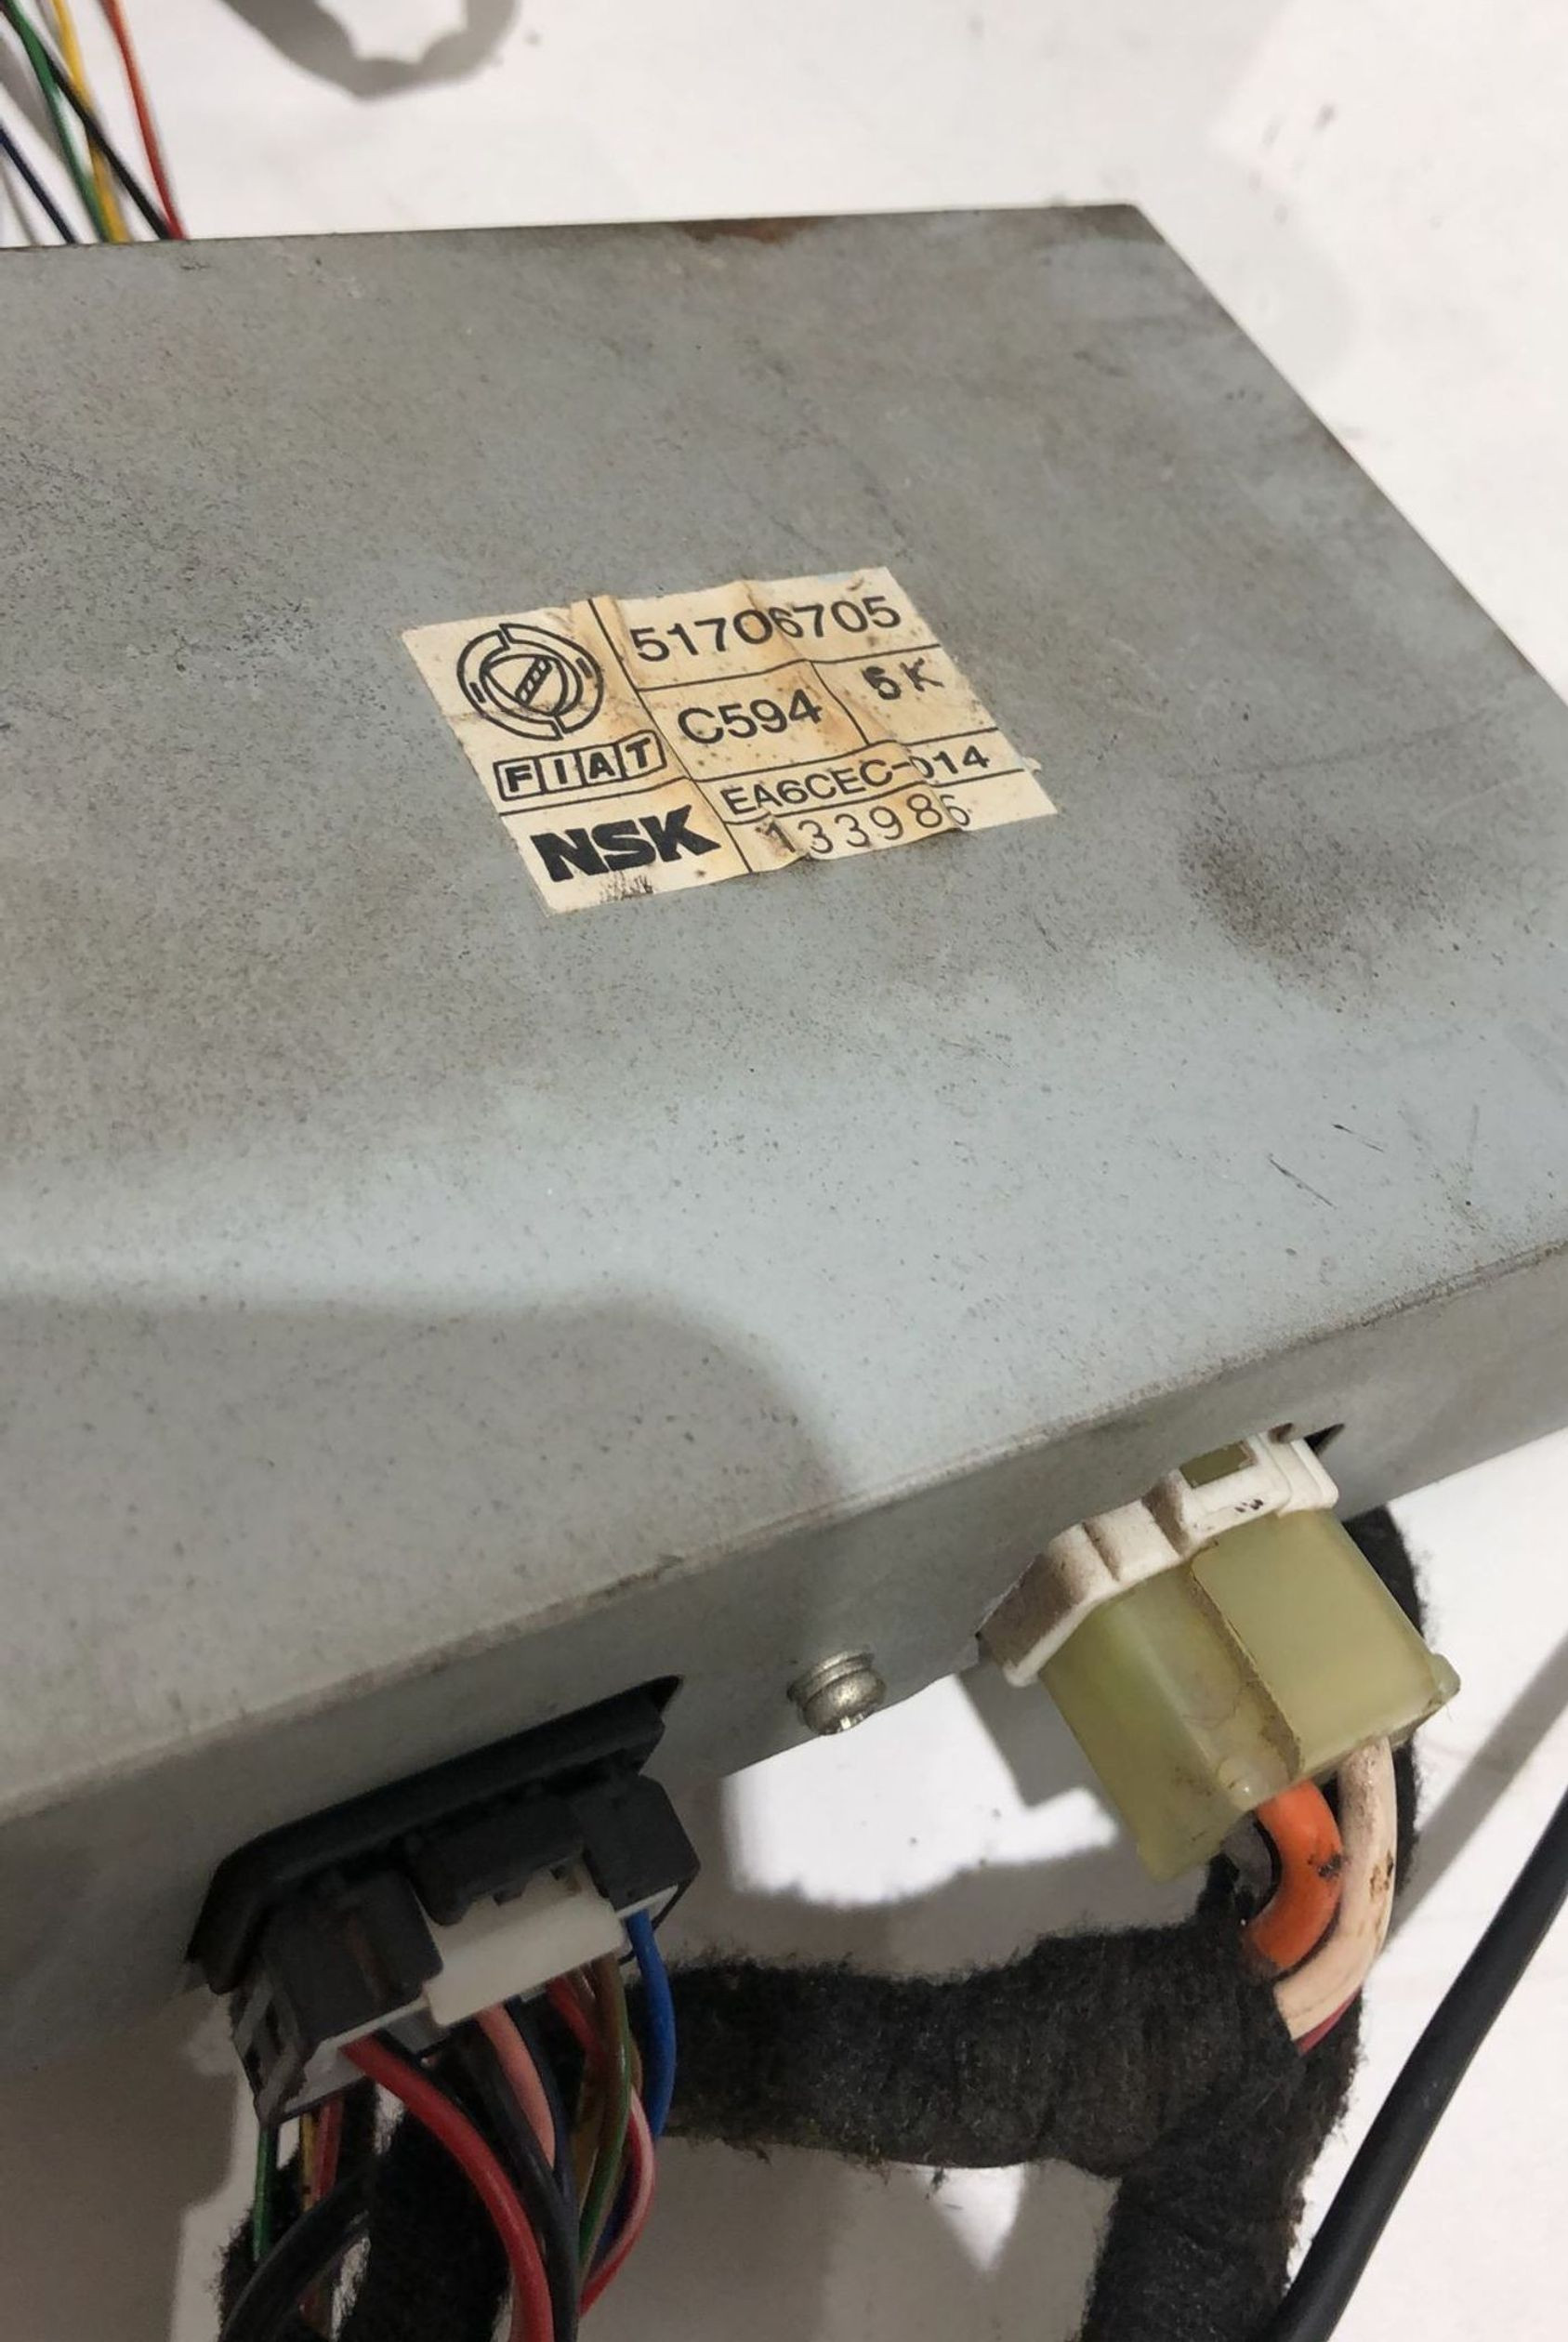 51706705
C594
5K
FIAT
EA6CEC-014
NSK
133986